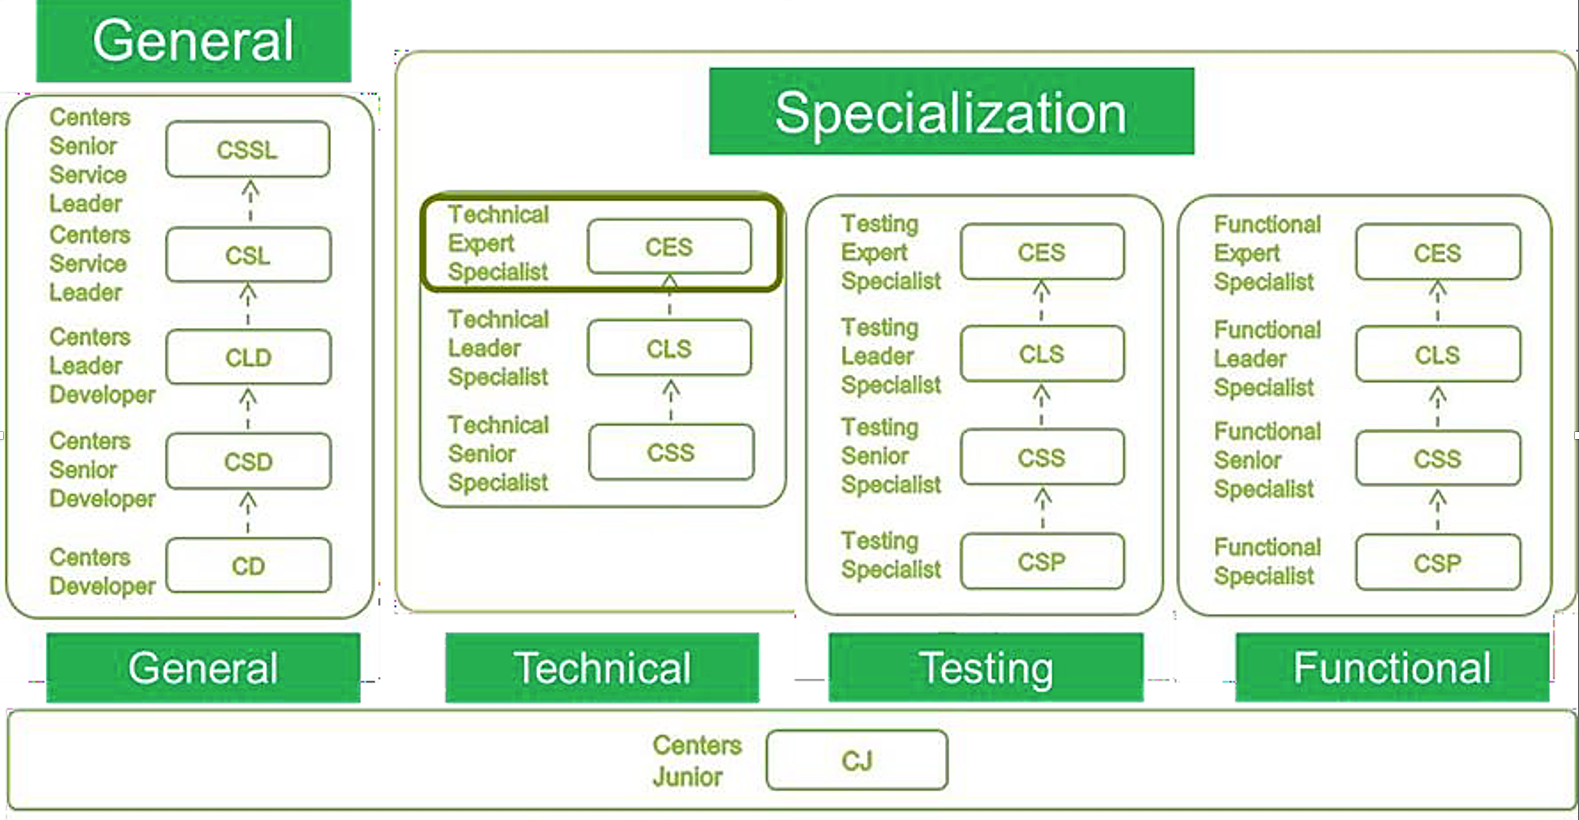 General
Centers
Senior
Service
Leader
CSSL
Centers
Service
Leader
CSL
Centers
Leader
Developer
CLD
Centers
Senior
Developer
CSD
Centers
Developer
CD
Specialization
Technical
Expert
Specialist
CES
Technical
Leader
Specialist
CLS
Technical
Senior
Specialist
CSS
Testing
Expert
Specialist
CES
Testing
Leader
Specialist
CLS
Testing
Senior
Specialist
CSS
Testing
Specialist
CSP
Functional
Expert
Specialist
CES
Functional
Leader
Specialist
CLS
Functional
Senior
Specialist
CSS
Functional
Specialist
CSP
General
Technical
Testing
Functional
Centers
Junior
CJ